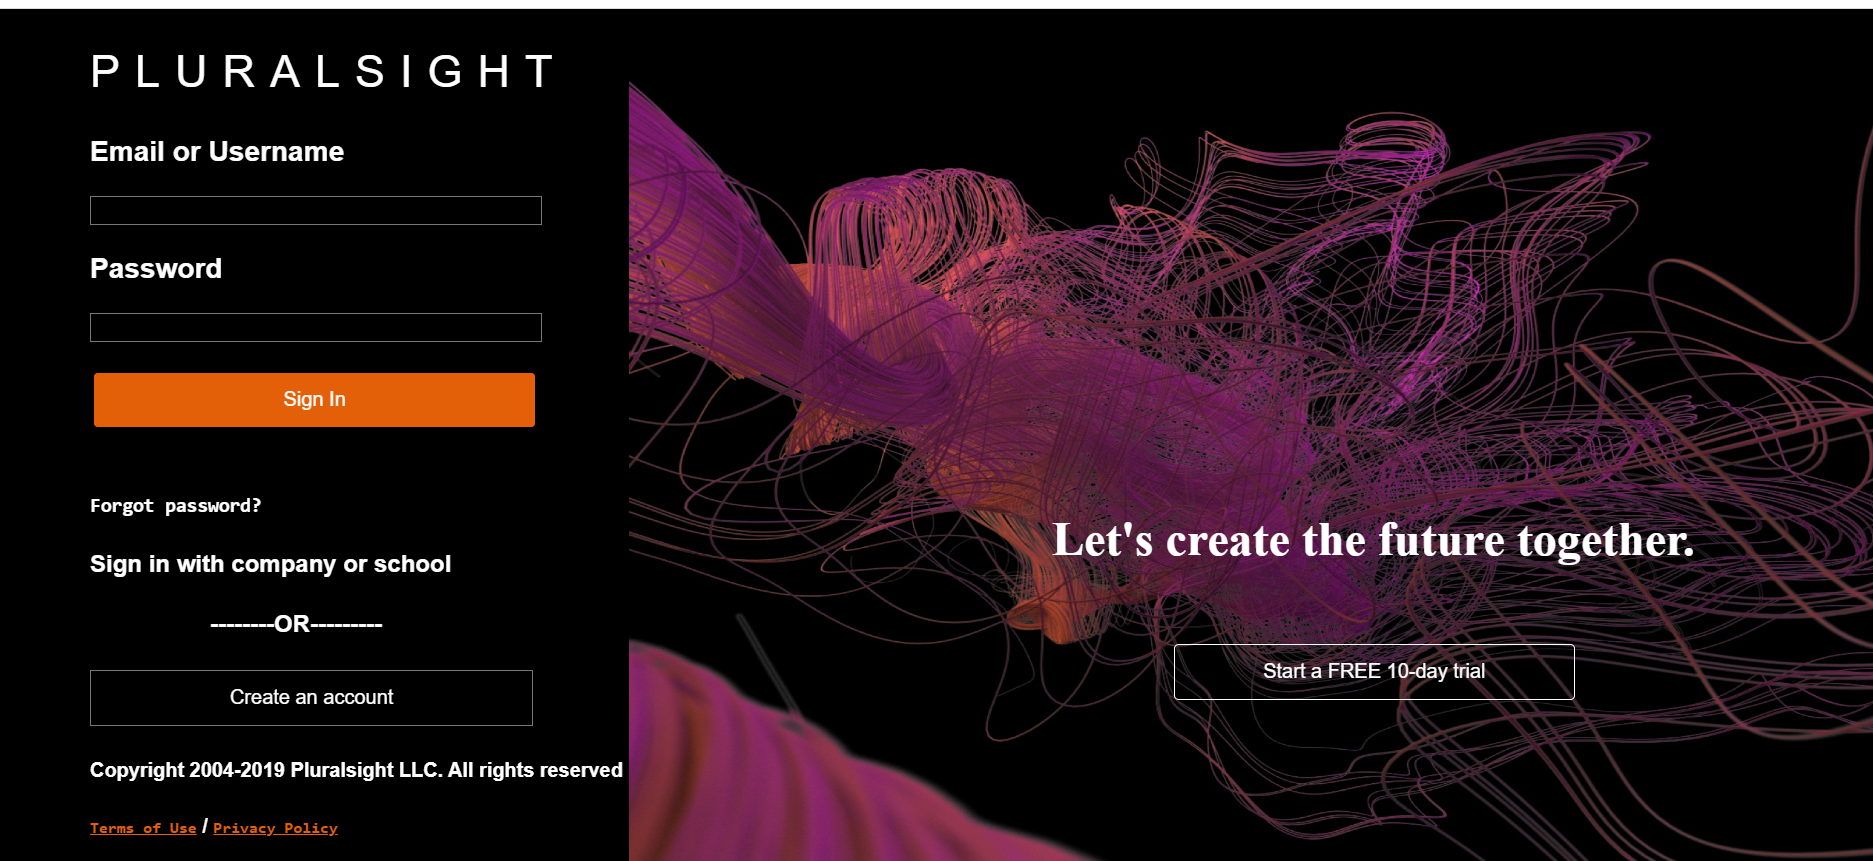 PLURALSIGHT
Email or Username
Password
Sign In
Forgot password?
Sign in with company or school
--------OR---------
Create an account
Copyright 2004-2019 Pluralsight LLC. All rights reserved
Terms of Use / Privacy Policy
Let's create the future together.
Start a FREE 10-day trial